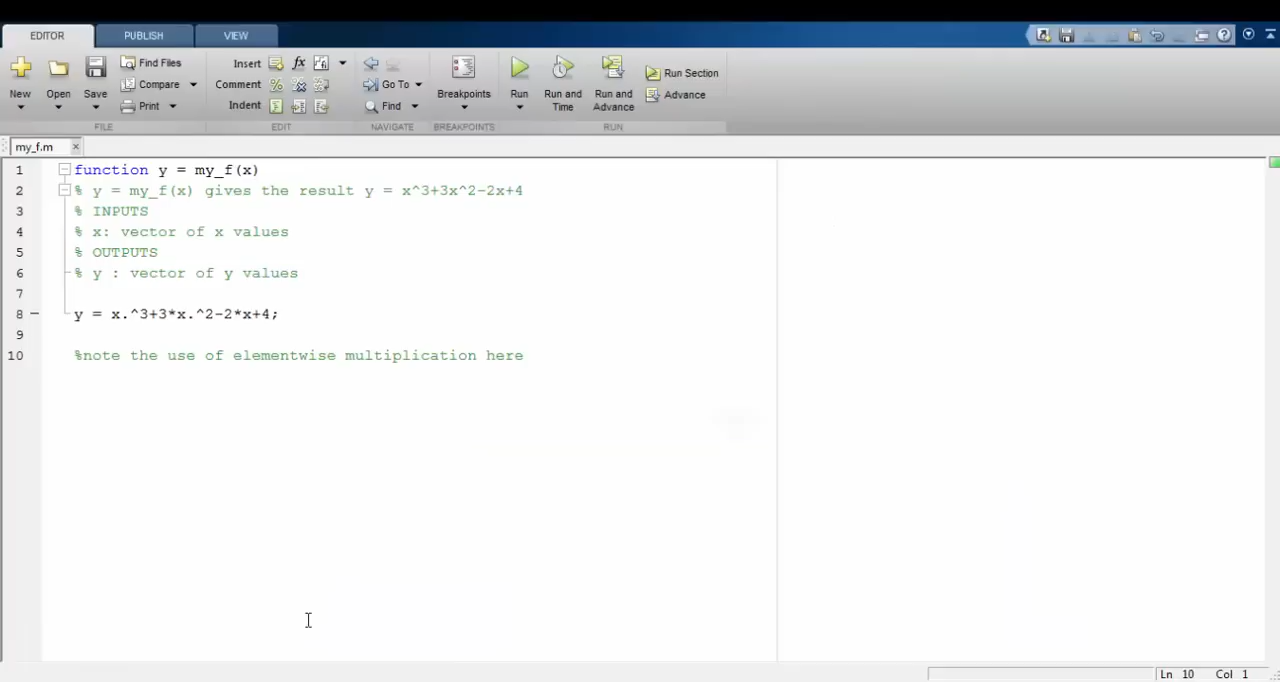 EDITOR PUBLISH VIEW
New Open Save Find Files Compare Print Insert Comment Indent fx Go To Find Breakpoints Run Run and Time Run and Advance Run Section Advance
FILE EDIT NAVIGATE BREAKPOINTS RUN
my_f.m
1 function y = my_f(x)
2 % y = my_f(x) gives the result y = x^3+3x^2-2x+4
3 % INPUTS
4 % x: vector of x values
5 % OUTPUTS
6 % y : vector of y values
7
8 y = x.^3+3*x.^2-2*x+4;
9
10 %note the use of elementwise multiplication here
Ln 10 Col 1